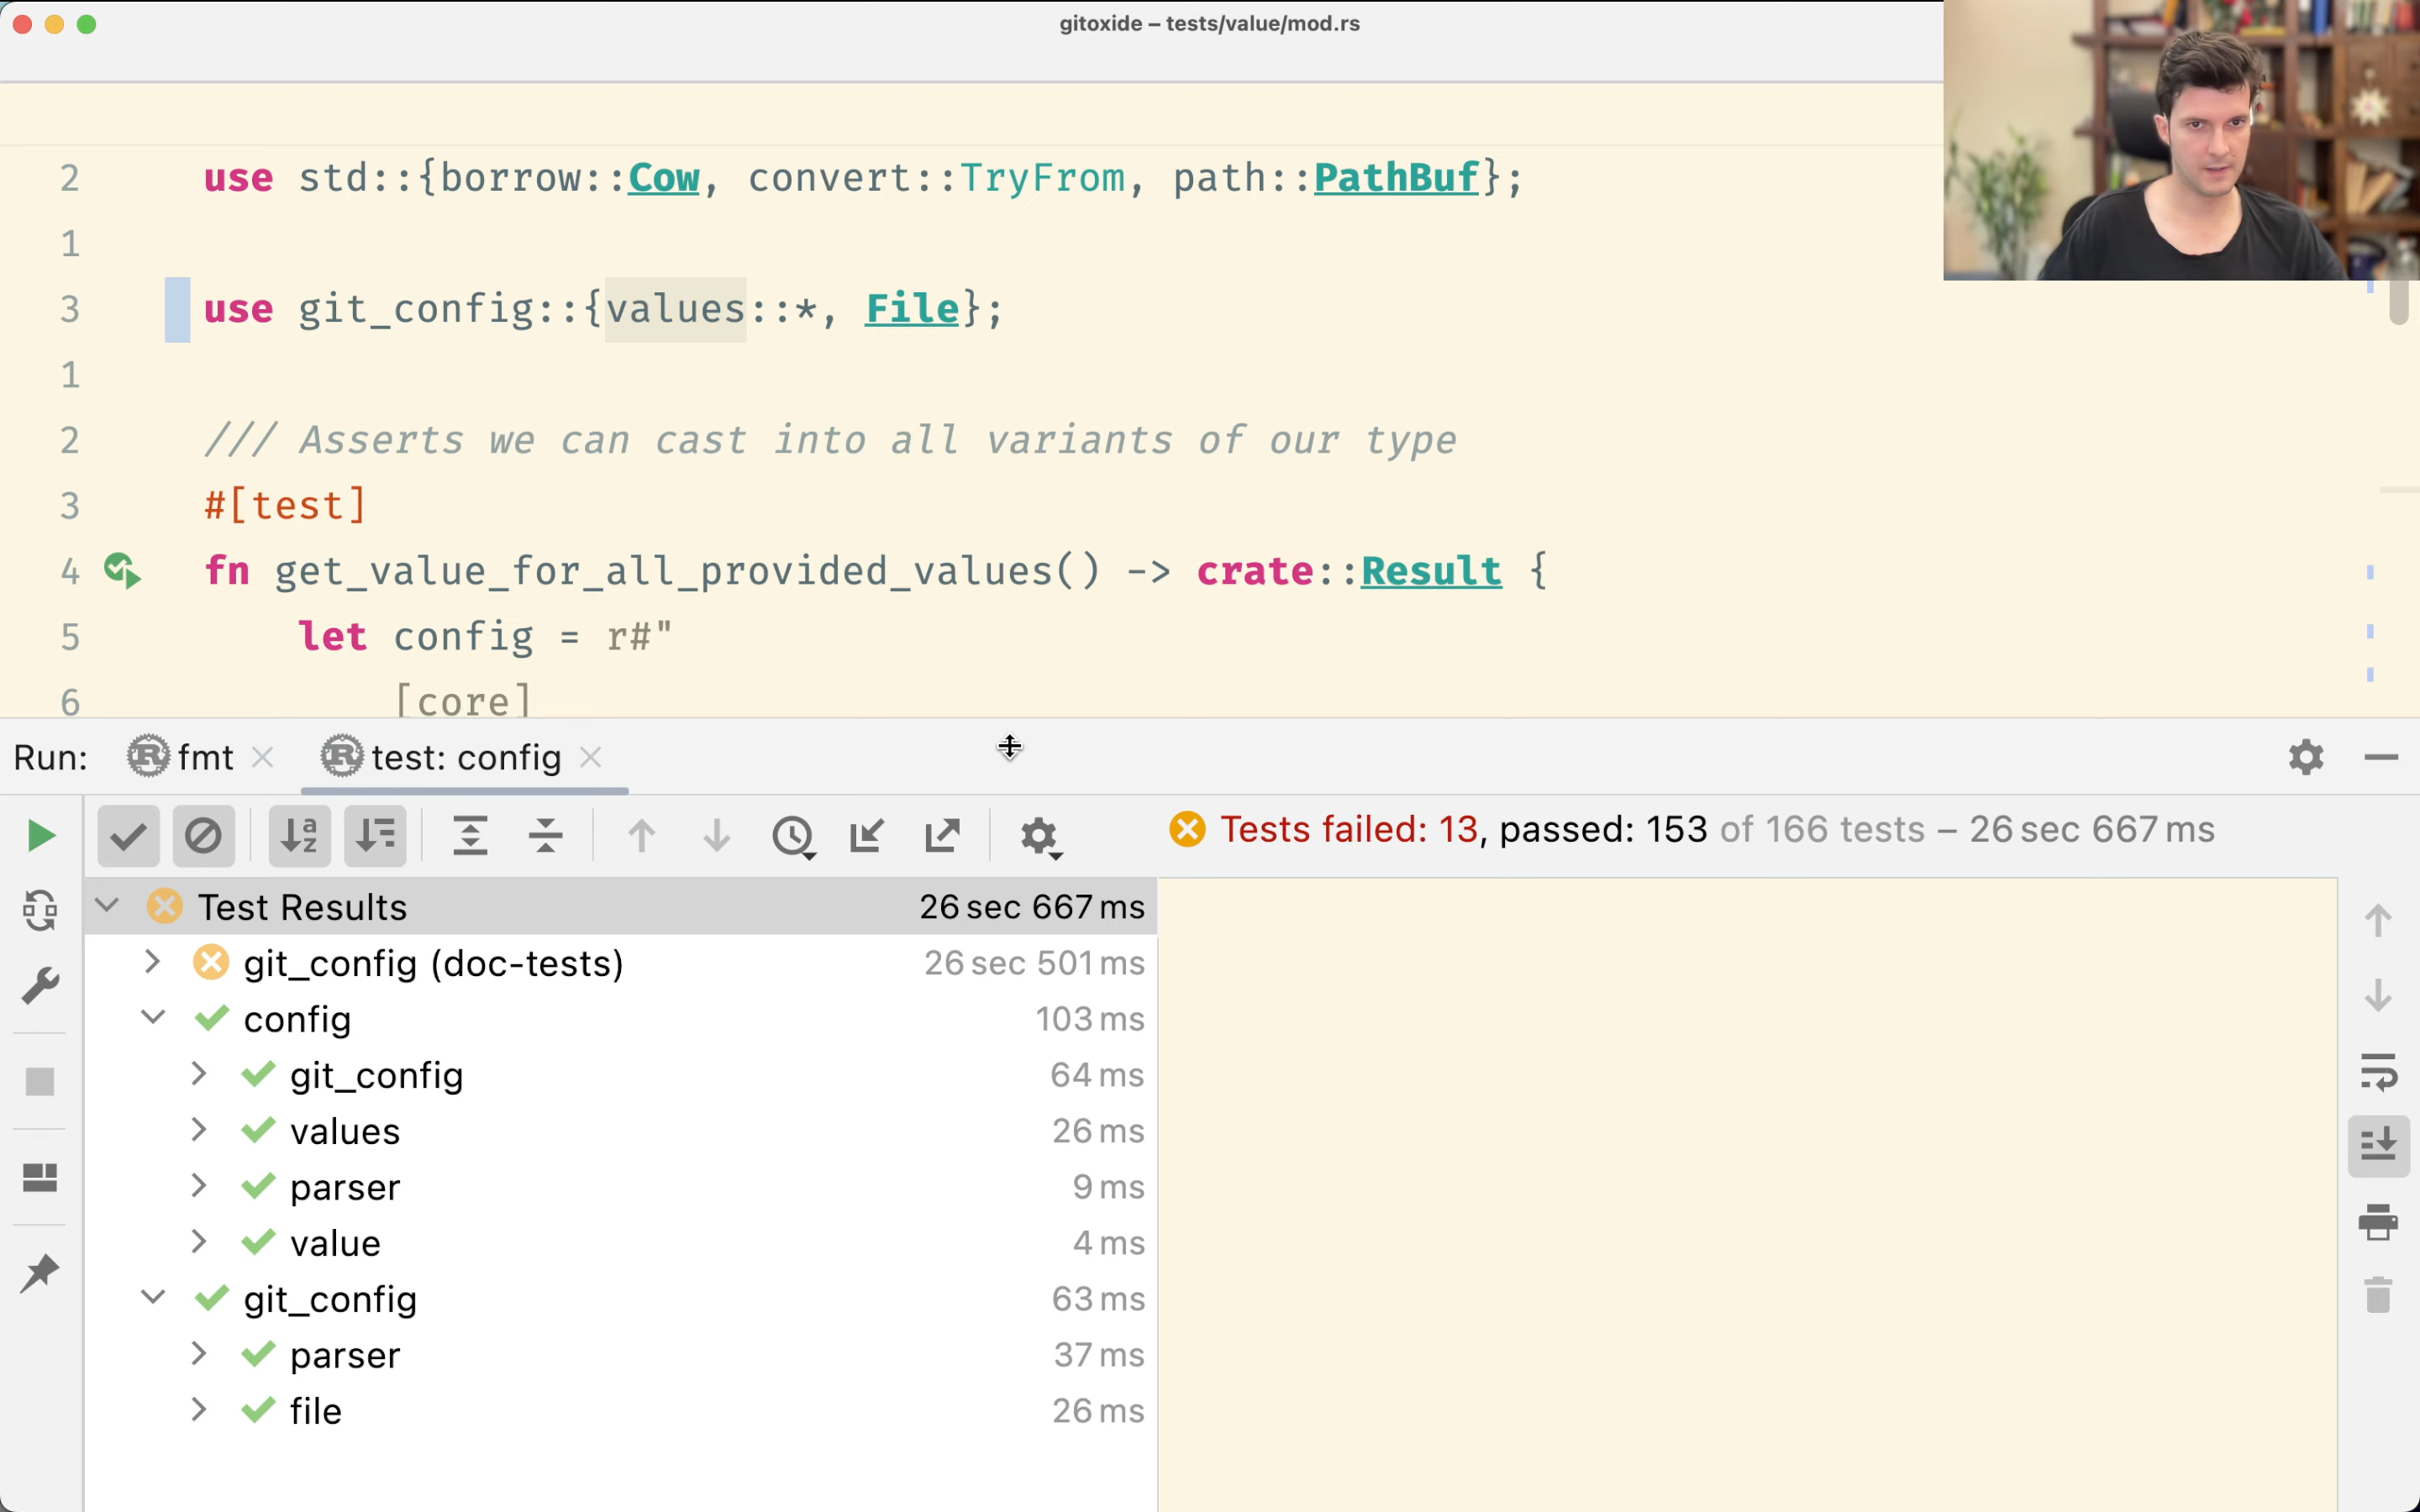 gitoxide – tests/value/mod.rs
2 use std::{borrow::Cow, convert::TryFrom, path::PathBuf};
1
3 use git_config::{values::*, File};
1
2 /// Asserts we can cast into all variants of our type
3 #[test]
4 fn get_value_for_all_provided_values() -> crate::Result {
5 let config = r#"
6 [core]
Run: fmt test: config
Tests failed: 13, passed: 153 of 166 tests – 26 sec 667 ms
Test Results 26 sec 667 ms
git_config (doc-tests) 26 sec 501 ms
config 103 ms
git_config 64 ms
values 26 ms
parser 9 ms
value 4 ms
git_config 63 ms
parser 37 ms
file 26 ms